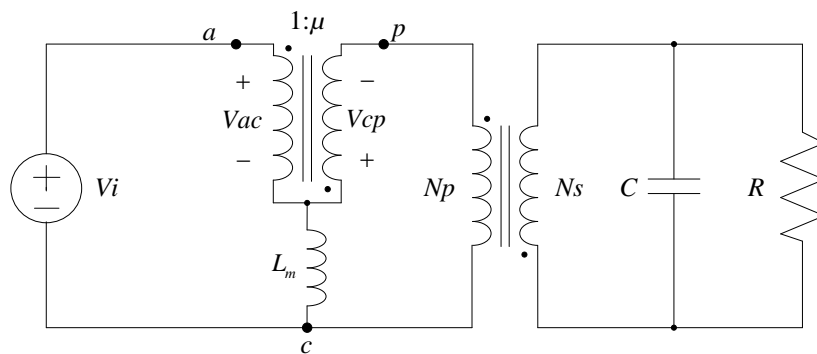 1:μ
a
p
+
−
Vac
Vcp
−
+
+
−
Vi
Np
Ns
C
R
Lm
c